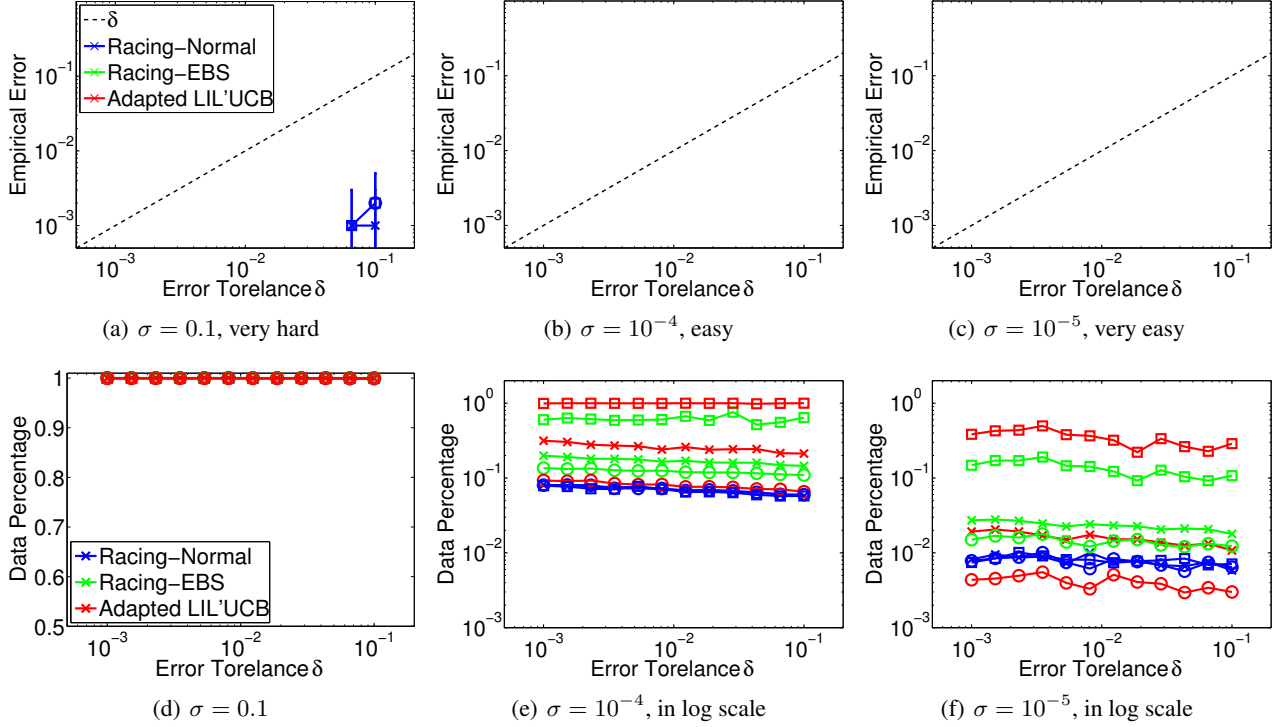 δ
Racing−Normal
Racing−EBS
Adapted LIL'UCB
Empirical Error
10⁻¹
10⁻²
10⁻³
10⁻³ 10⁻² 10⁻¹
Error Torelance δ
(a) σ = 0.1, very hard
Empirical Error
10⁻¹
10⁻²
10⁻³
10⁻³ 10⁻² 10⁻¹
Error Torelance δ
(b) σ = 10⁻⁴, easy
Empirical Error
10⁻¹
10⁻²
10⁻³
10⁻³ 10⁻² 10⁻¹
Error Torelance δ
(c) σ = 10⁻⁵, very easy
Data Percentage
1
0.9
0.8
0.7
0.6
0.5
Racing−Normal
Racing−EBS
Adapted LIL'UCB
10⁻³ 10⁻² 10⁻¹
Error Torelance δ
(d) σ = 0.1
Data Percentage
10⁰
10⁻¹
10⁻²
10⁻³
10⁻³ 10⁻² 10⁻¹
Error Torelance δ
(e) σ = 10⁻⁴, in log scale
Data Percentage
10⁰
10⁻¹
10⁻²
10⁻³
10⁻³ 10⁻² 10⁻¹
Error Torelance δ
(f) σ = 10⁻⁵, in log scale